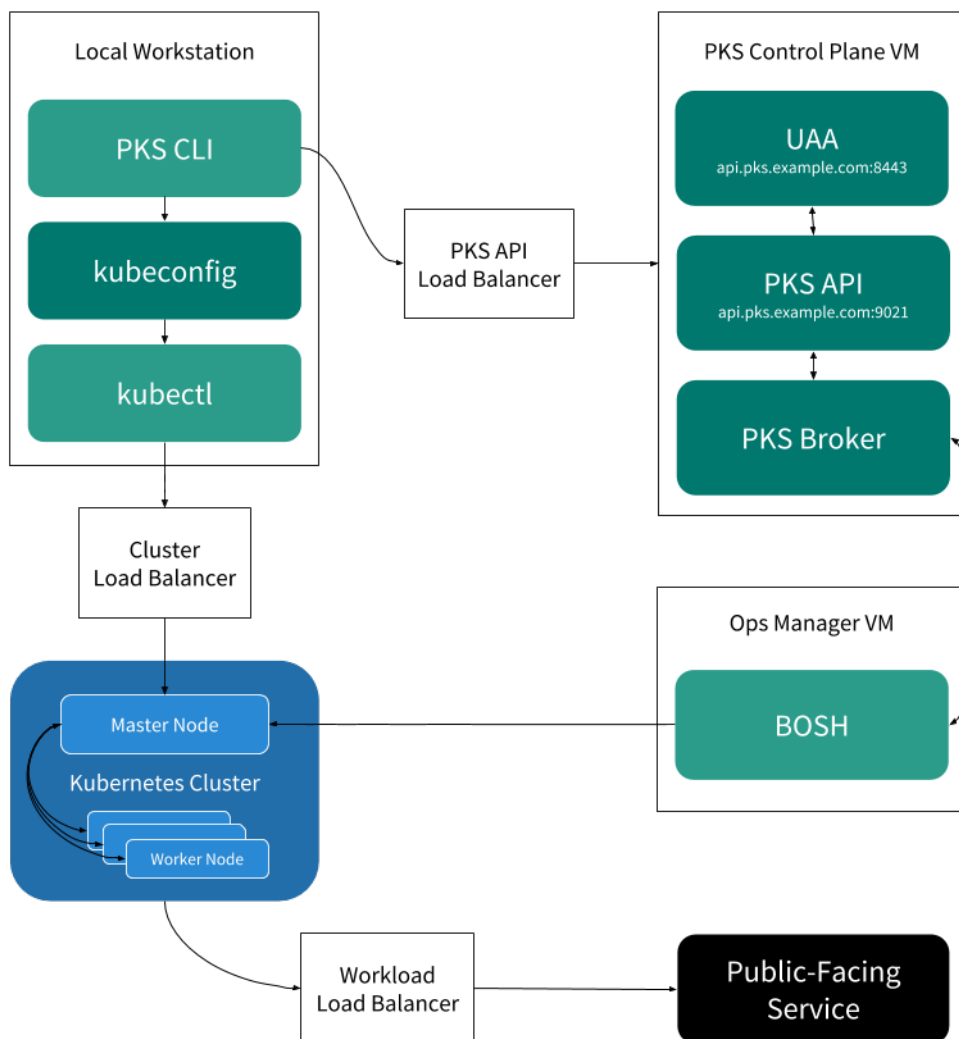 Local Workstation
PKS CLI
kubeconfig
kubectl
PKS API
Load Balancer
PKS Control Plane VM
UAA
api.pks.example.com:8443
PKS API
api.pks.example.com:9021
PKS Broker
Cluster
Load Balancer
Ops Manager VM
BOSH
Master Node
Kubernetes Cluster
Worker Node
Workload
Load Balancer
Public-Facing
Service